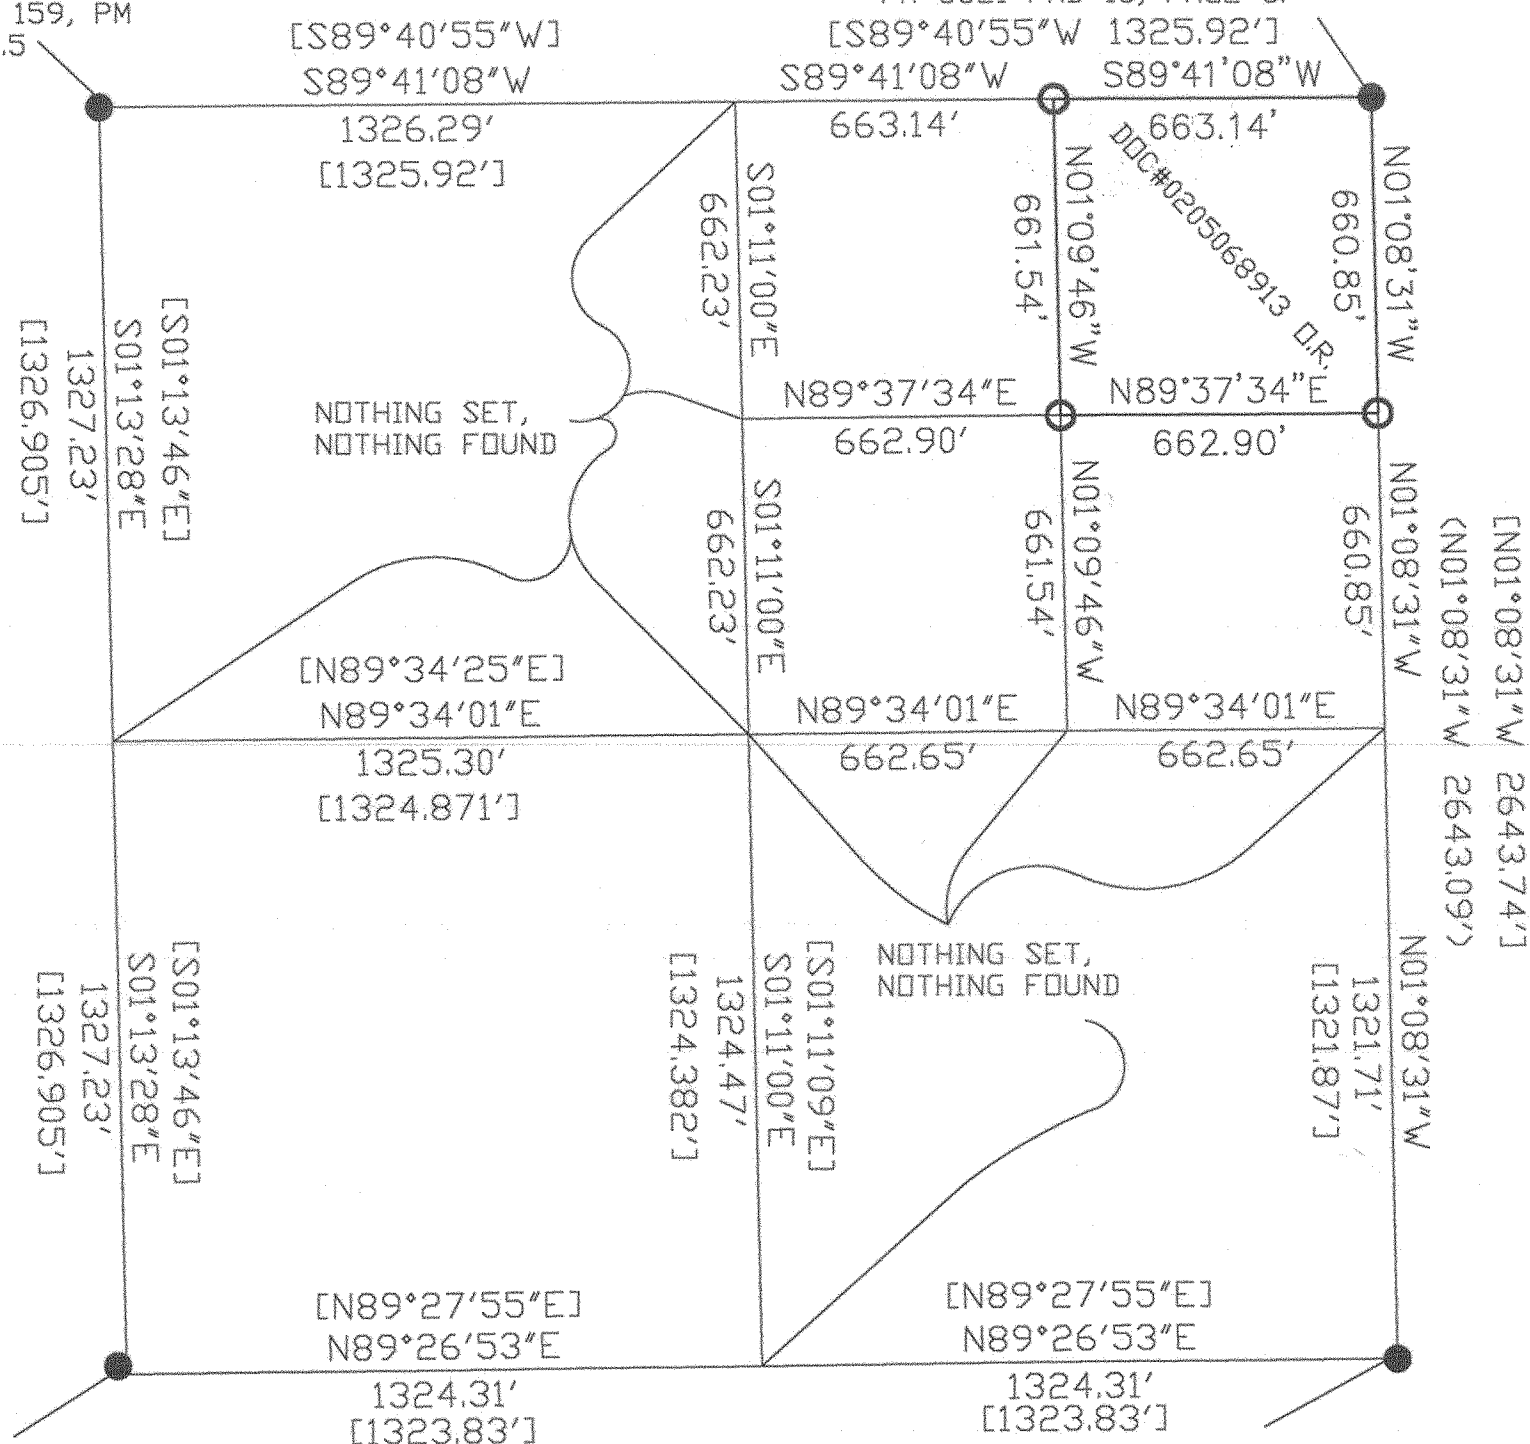 159, PM
.5
[S89°40'55"W]
S89°41'08"W
1326.29'
[1325.92']
[S89°40'55"W 1325.92']
S89°41'08"W
663.14'
S89°41'08"W
663.14'
DOC#0205068913 O.R.
S01°11'00"E
662.23'
N01°09'46"W
661.54'
N01°08'31"W
660.85'
[S01°13'46"E]
S01°13'28"E
1327.23'
[1326.905']
NOTHING SET,
NOTHING FOUND
N89°37'34"E
662.90'
N89°37'34"E
662.90'
S01°11'00"E
662.23'
N01°09'46"W
661.54'
N01°08'31"W
660.85'
[N01°08'31"W 2643.74']
(N01°08'31"W 2643.09')
[N89°34'25"E]
N89°34'01"E
1325.30'
[1324.871']
N89°34'01"E
662.65'
N89°34'01"E
662.65'
NOTHING SET,
NOTHING FOUND
[S01°13'46"E]
S01°13'28"E
1327.23'
[1326.905']
[S01°11'09"E]
S01°11'00"E
1324.47'
[1324.382']
N01°08'31"W
1321.71'
[1321.87']
[N89°27'55"E]
N89°26'53"E
1324.31'
[1323.83']
[N89°27'55"E]
N89°26'53"E
1324.31'
[1323.83']